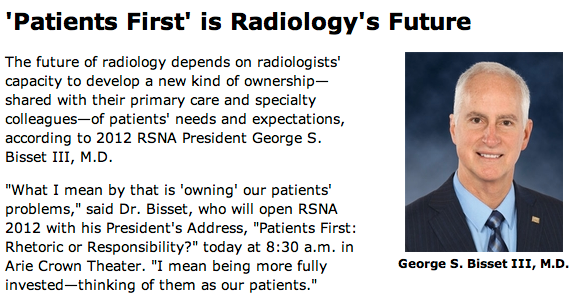 'Patients First' is Radiology's Future
The future of radiology depends on radiologists'
capacity to develop a new kind of ownership—
shared with their primary care and specialty
colleagues—of patients' needs and expectations,
according to 2012 RSNA President George S.
Bisset III, M.D.
"What I mean by that is 'owning' our patients'
problems," said Dr. Bisset, who will open RSNA
2012 with his President's Address, "Patients First:
Rhetoric or Responsibility?" today at 8:30 a.m. in
Arie Crown Theater. "I mean being more fully
invested—thinking of them as our patients."
George S. Bisset III, M.D.